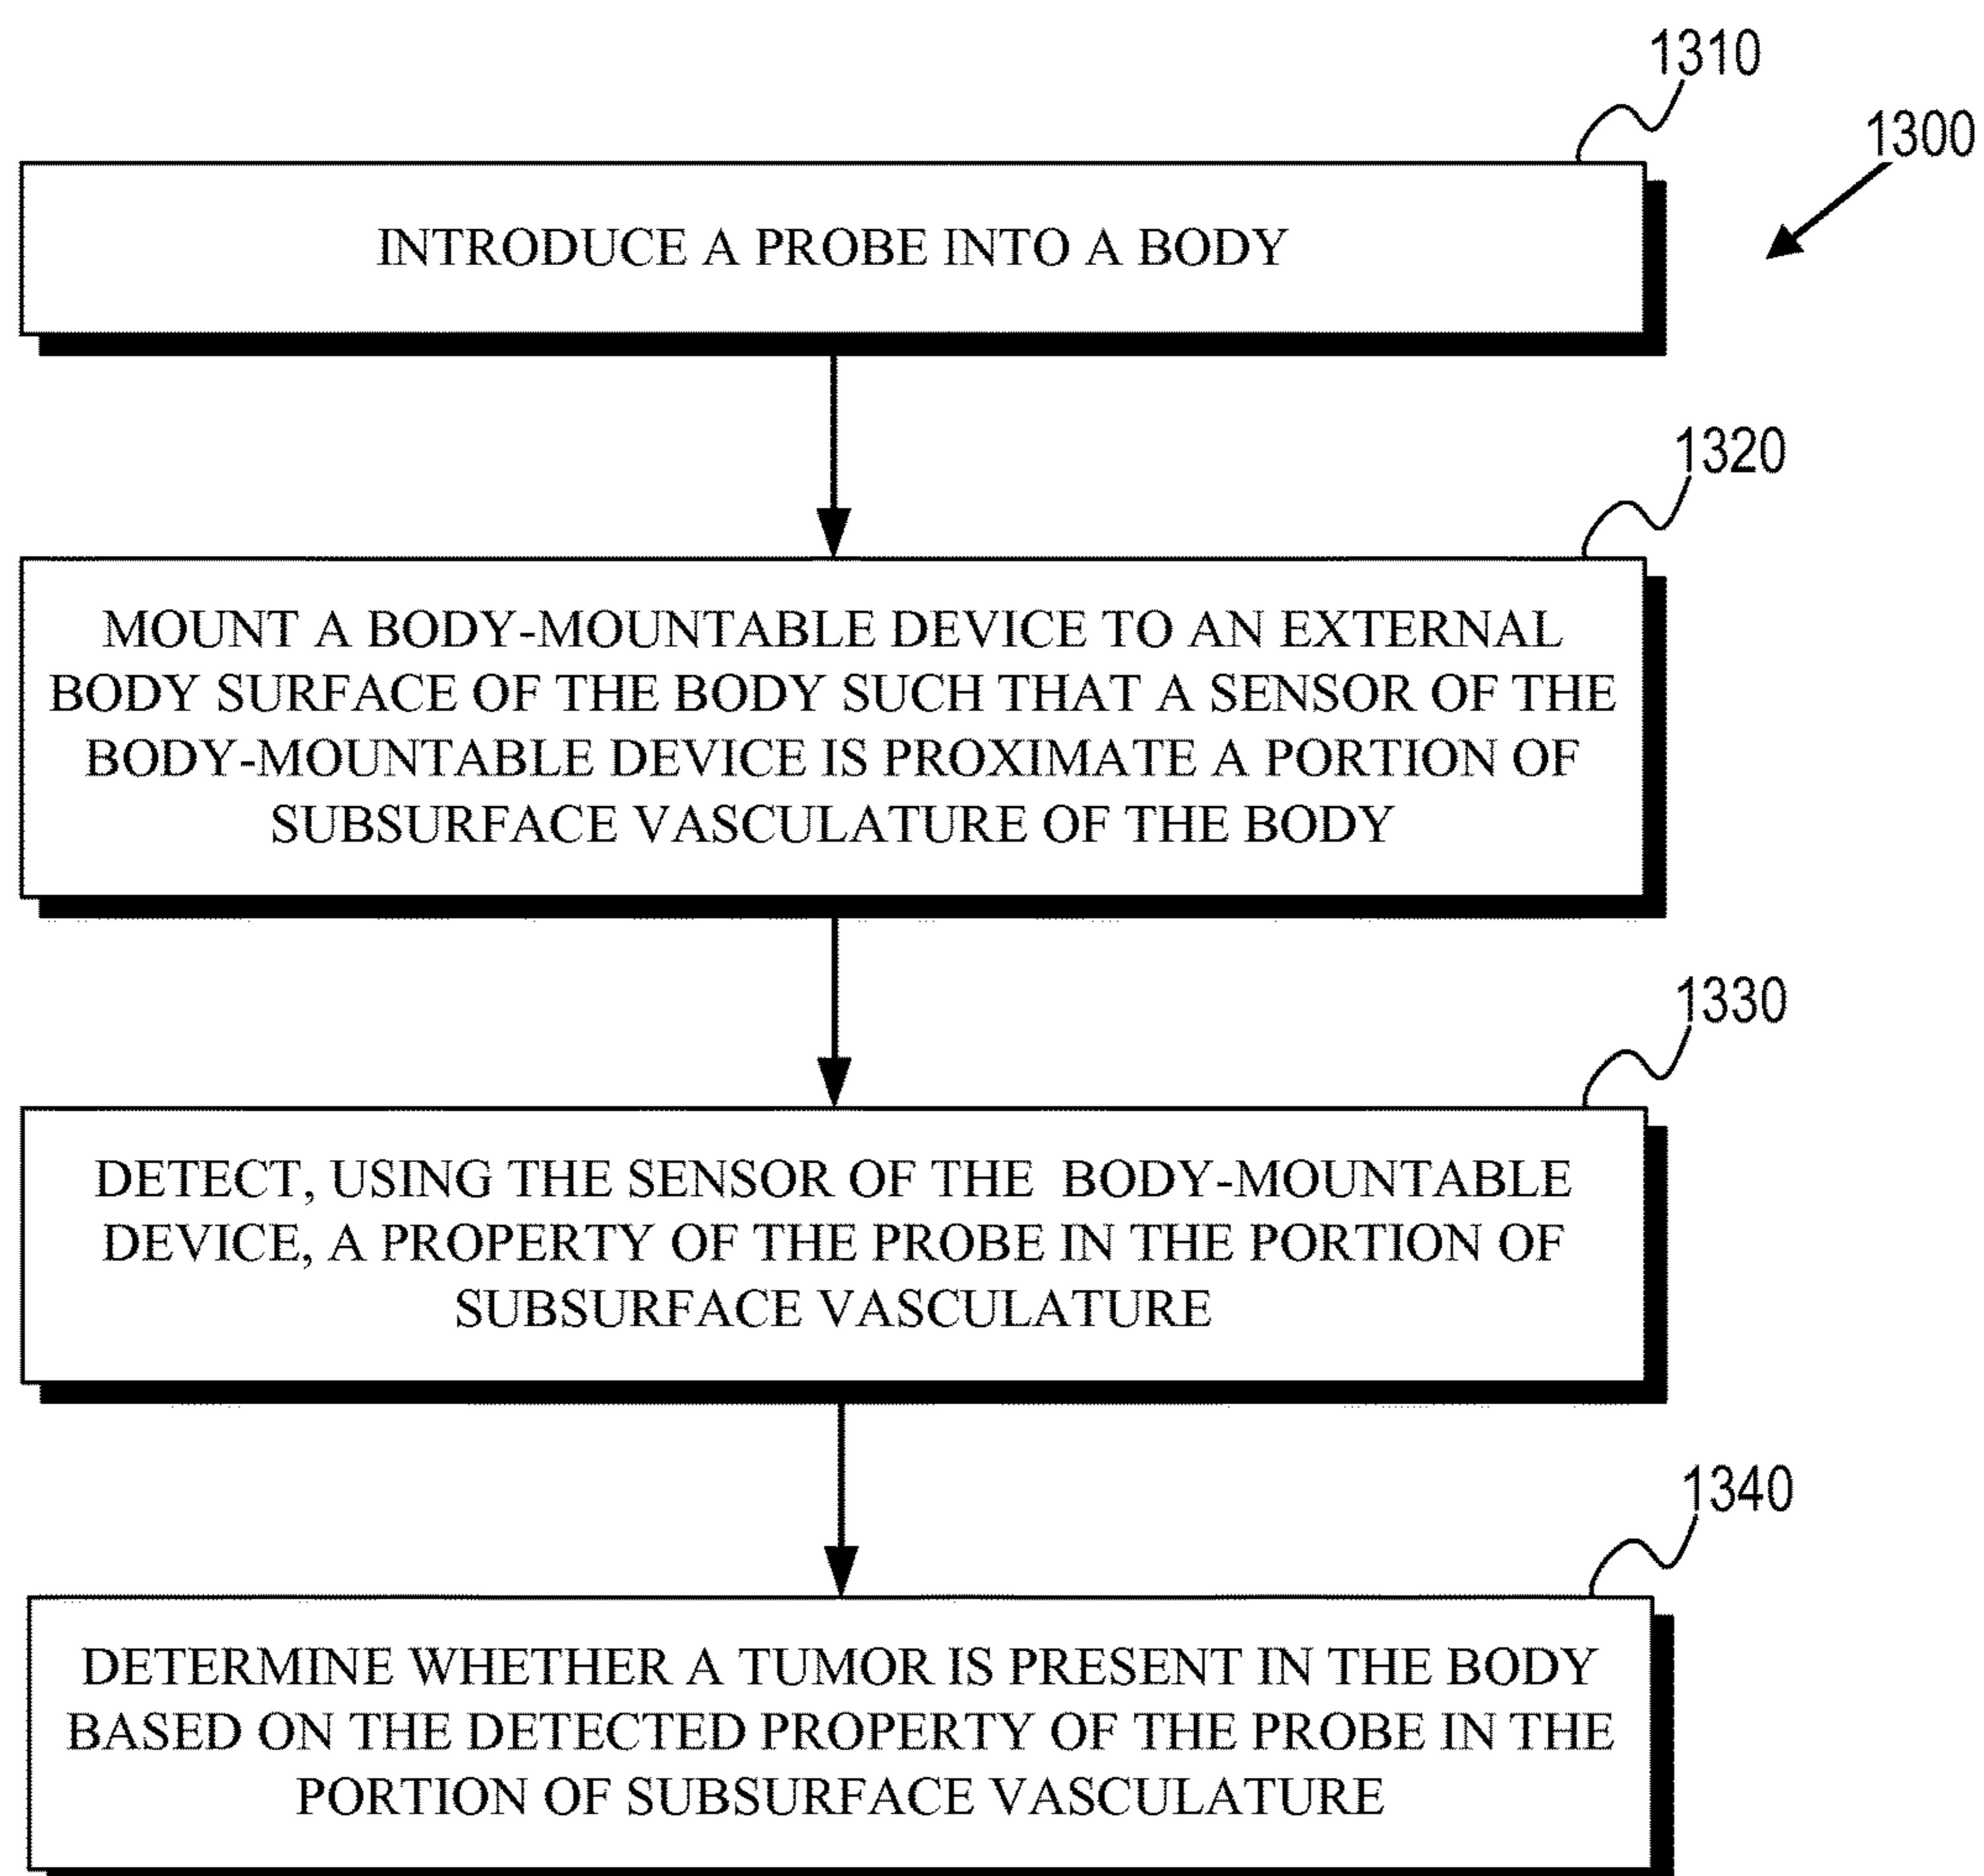 1310
1300
INTRODUCE A PROBE INTO A BODY
1320
MOUNT A BODY-MOUNTABLE DEVICE TO AN EXTERNAL
BODY SURFACE OF THE BODY SUCH THAT A SENSOR OF THE
BODY-MOUNTABLE DEVICE IS PROXIMATE A PORTION OF
SUBSURFACE VASCULATURE OF THE BODY
1330
DETECT, USING THE SENSOR OF THE BODY-MOUNTABLE
DEVICE, A PROPERTY OF THE PROBE IN THE PORTION OF
SUBSURFACE VASCULATURE
1340
DETERMINE WHETHER A TUMOR IS PRESENT IN THE BODY
BASED ON THE DETECTED PROPERTY OF THE PROBE IN THE
PORTION OF SUBSURFACE VASCULATURE